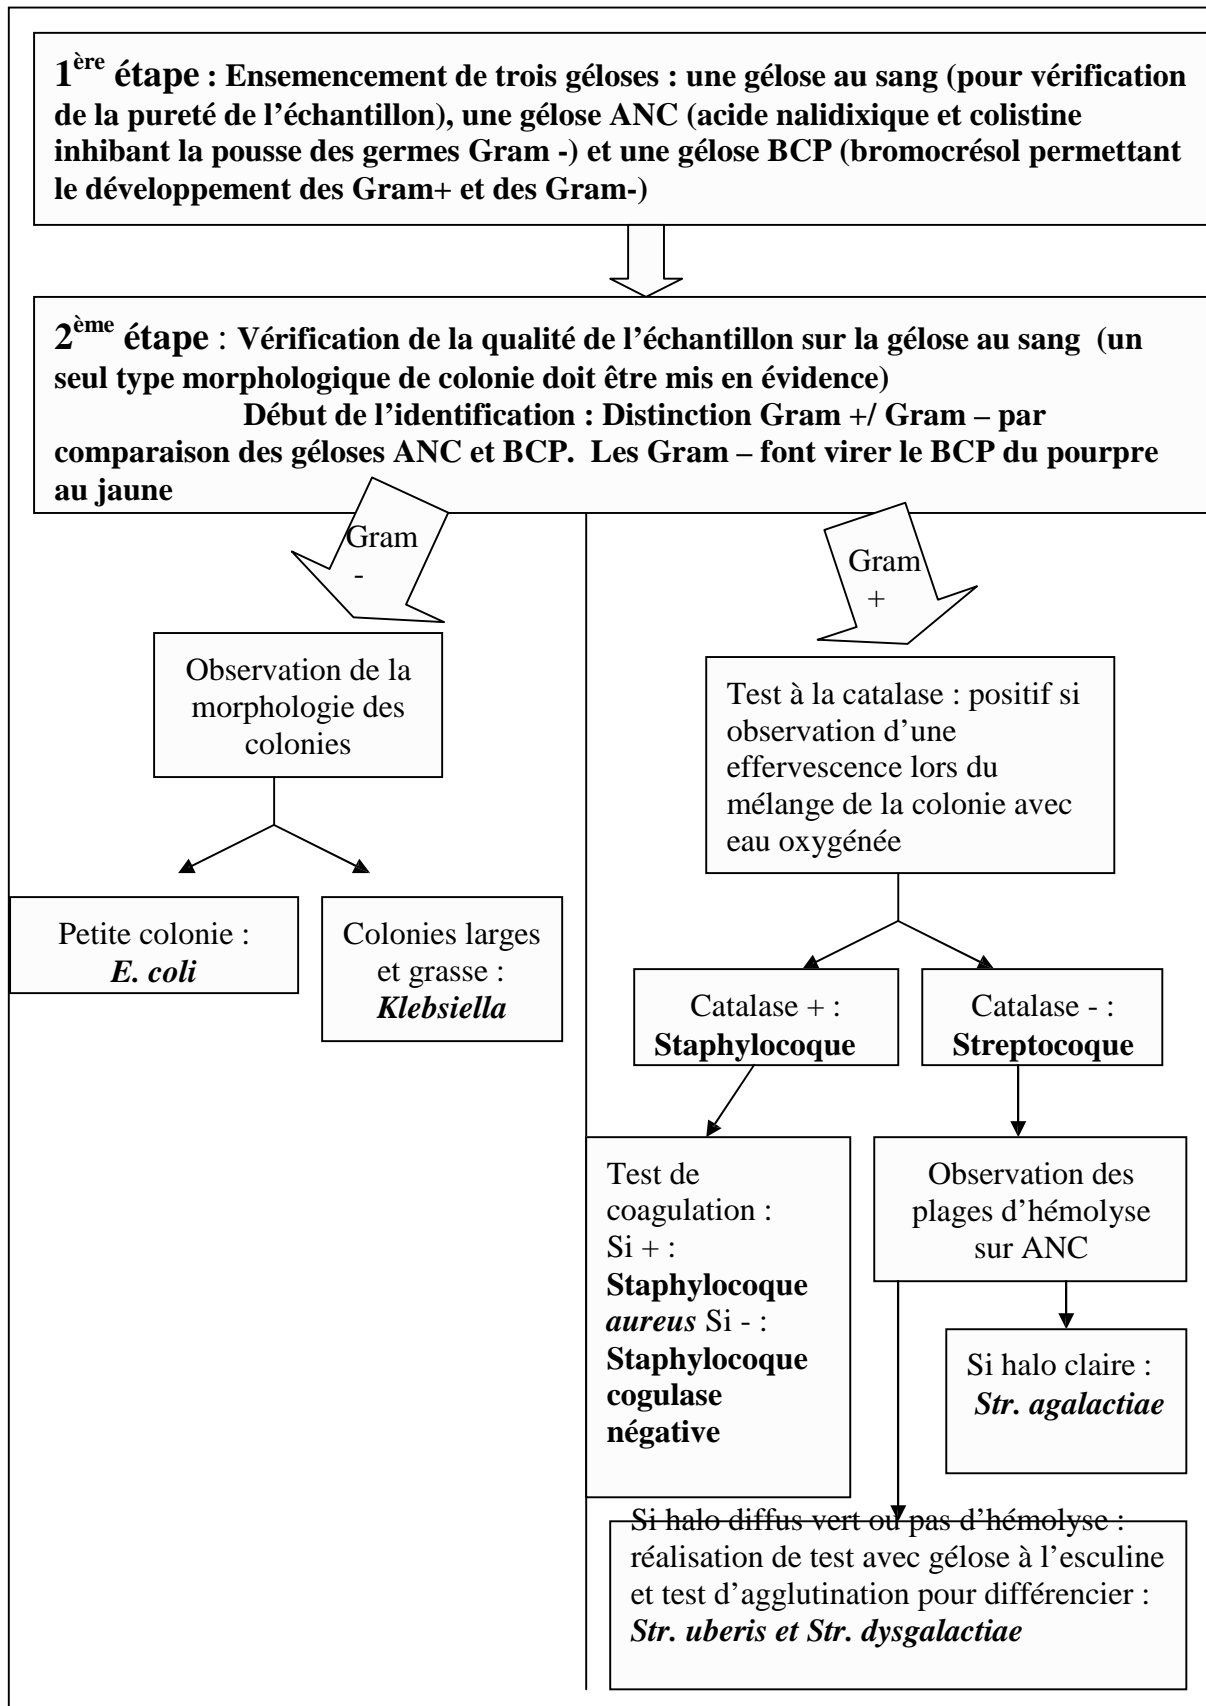 1ère étape : Ensemencement de trois géloses : une gélose au sang (pour vérification
de la pureté de l’échantillon), une gélose ANC (acide nalidixique et colistine
inhibant la pousse des germes Gram -) et une gélose BCP (bromocrésol permettant
le développement des Gram+ et des Gram-)
2ème étape : Vérification de la qualité de l’échantillon sur la gélose au sang (un
seul type morphologique de colonie doit être mis en évidence)
Début de l’identification : Distinction Gram +/ Gram – par
comparaison des géloses ANC et BCP. Les Gram – font virer le BCP du pourpre
au jaune
Gram
-
Observation de la
morphologie des
colonies
Petite colonie :
E. coli
Colonies larges
et grasse :
Klebsiella
Gram
+
Test à la catalase : positif si
observation d’une
effervescence lors du
mélange de la colonie avec
eau oxygénée
Catalase + :
Staphylocoque
Catalase - :
Streptocoque
Test de
coagulation :
Si + :
Staphylocoque
aureus Si - :
Staphylocoque
cogulase
négative
Observation des
plages d’hémolyse
sur ANC
Si halo claire :
Str. agalactiae
Si halo diffus vert ou pas d’hémolyse :
réalisation de test avec gélose à l’esculine
et test d’agglutination pour différencier :
Str. uberis et Str. dysgalactiae